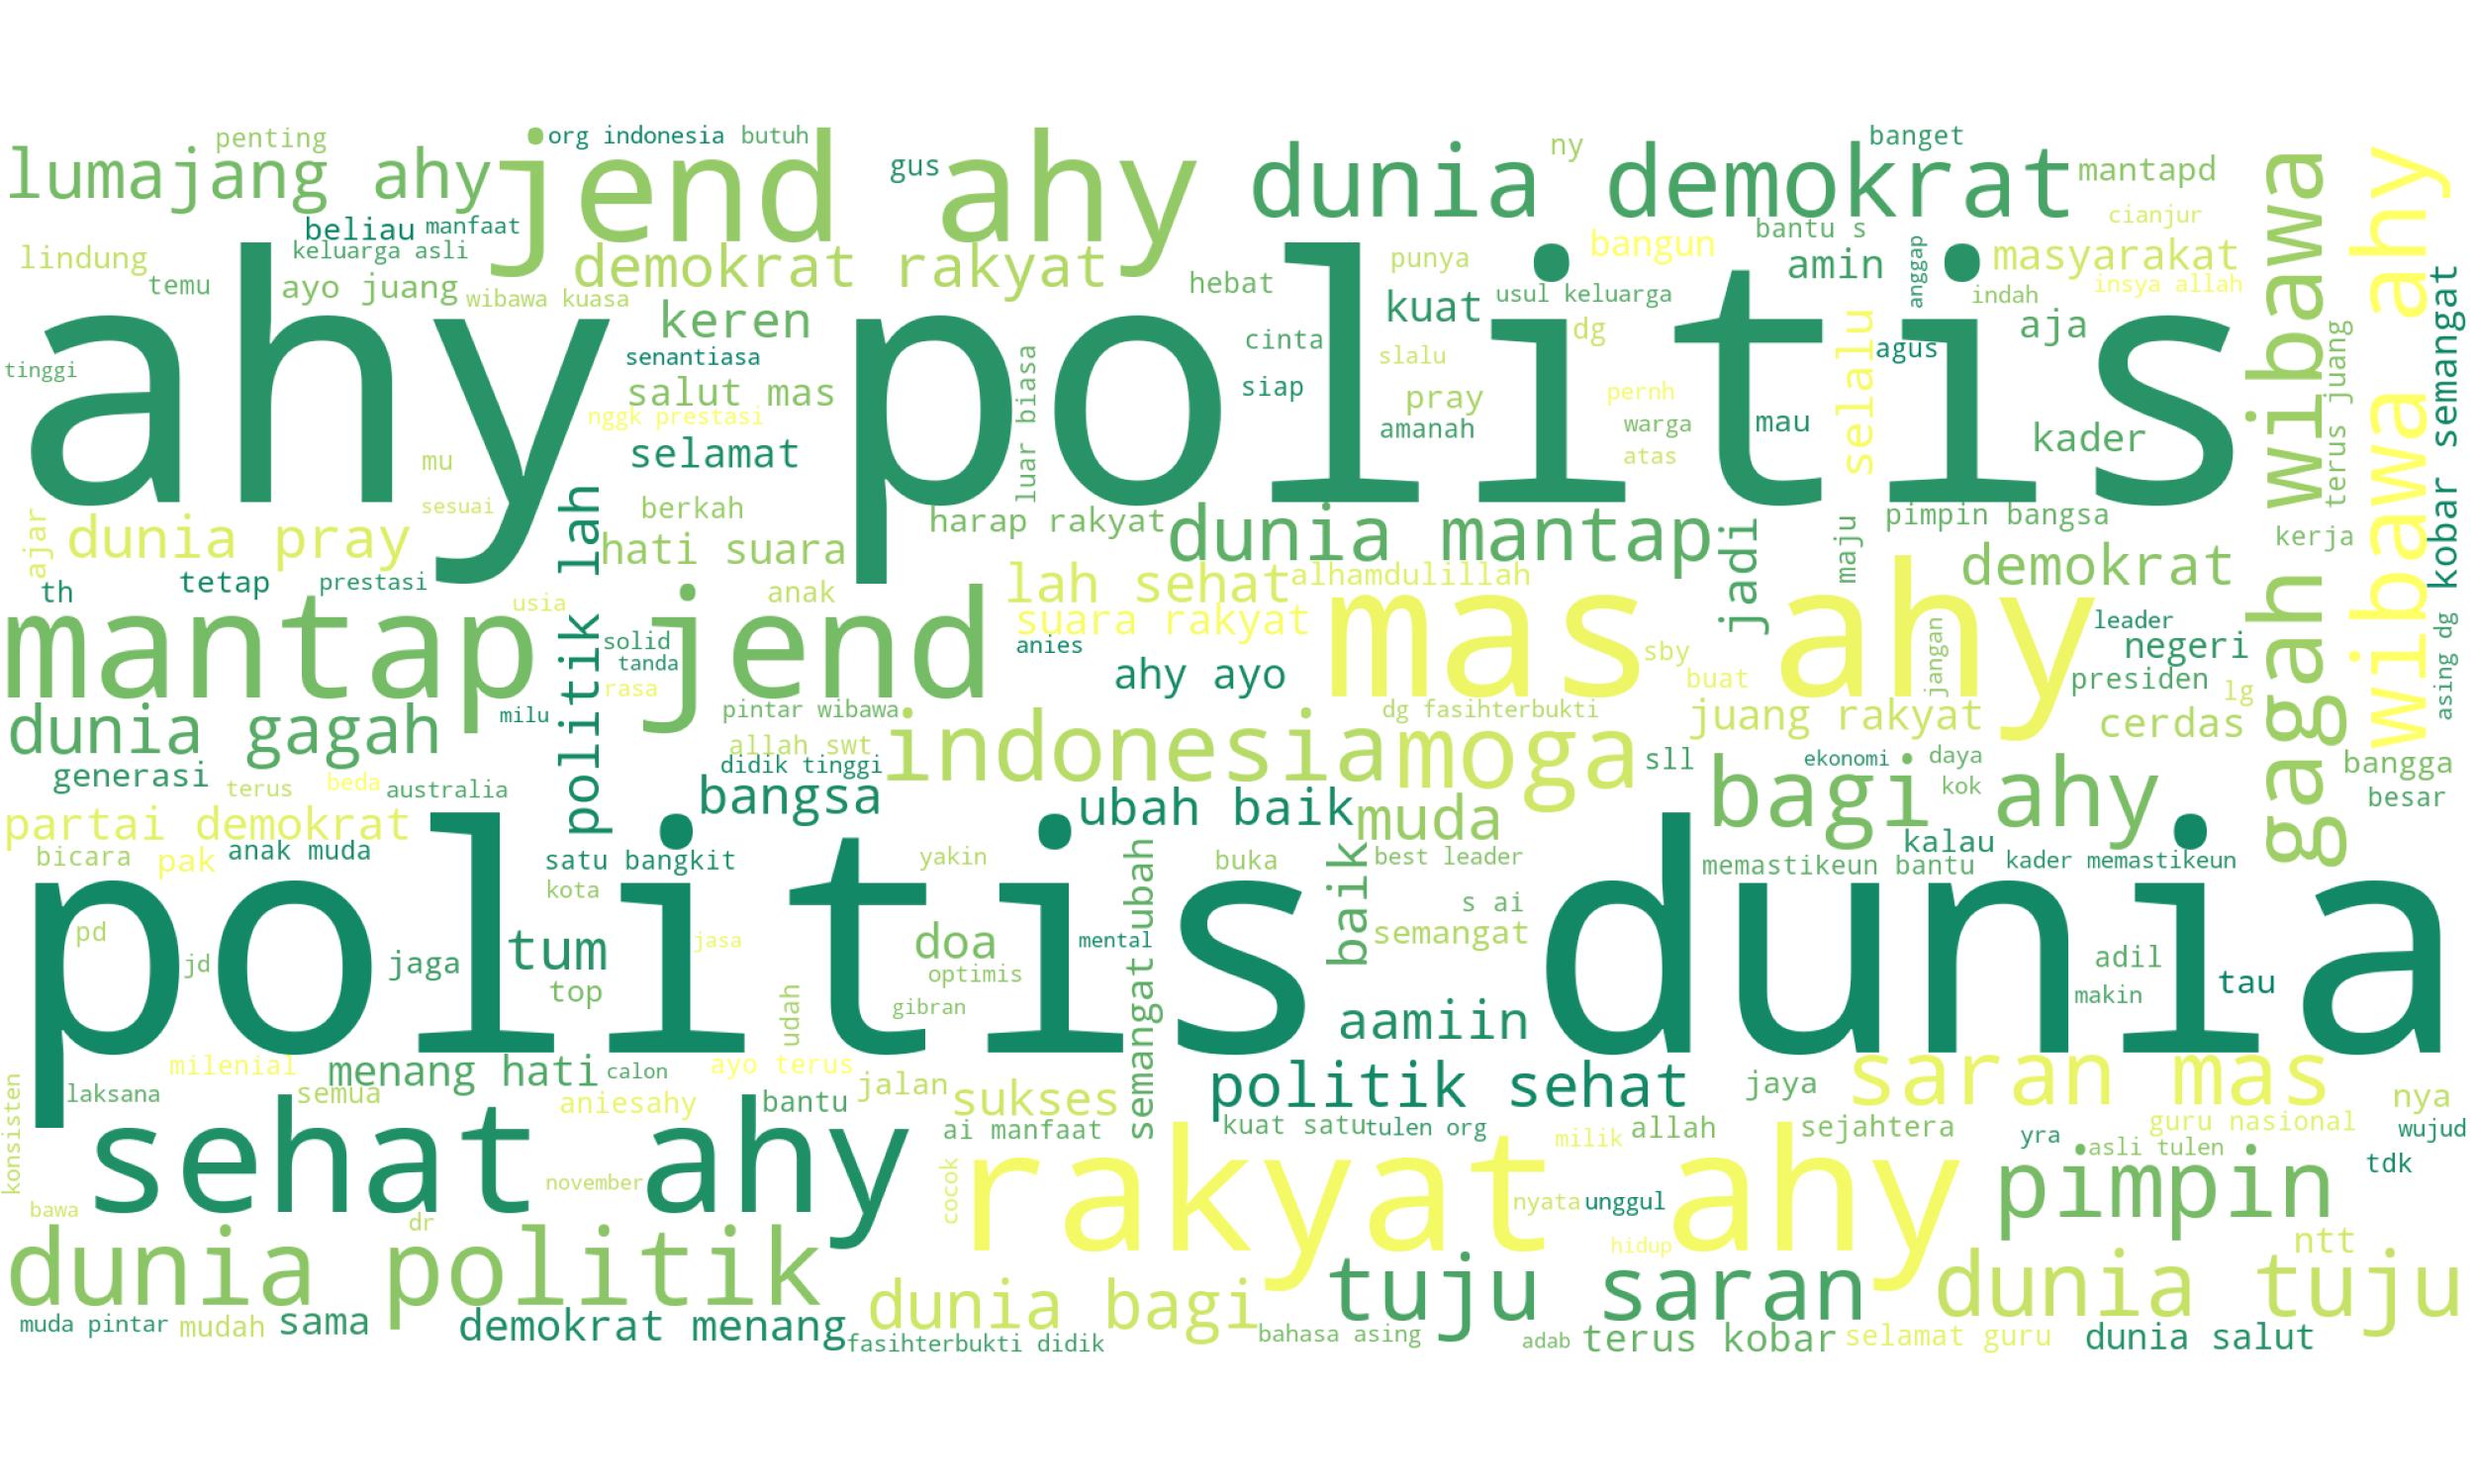 penting
org indonesia
butuh
banget
lumajang ahy
jend ahy
gus
dunia demokrat
ny
mantapd
cianjur
beliau
manfaat
bantu s
lindung
keluarga asli
demokrat rakyat
punya
bangun
amin
anggap
masyarakat
temu
ayo juang
wibawa kuasa
hebat
kuat
usul keluarga
indah
insya allah
gagah wibawa
wibawa ahy
ahy politis
keren
cinta
dg
aja
tinggi
senantiasa
slalu
selalu
agus
terus juang
kobar semangat
salut mas
luar biasa
siap
pray
pernh
nggk prestasi
amanah
warga
mau
kader
selamat
atas
mu
sesuai
berkah
harap rakyat
dunia mantap
jadi
maju
pimpin bangsa
kerja
ajar
dunia pray
politik lah
hati suara
th
tetap
prestasi
anak
lah sehat
alhamdulillah
demokrat
mantap jend
usia
suara rakyat
mas ahy
leader
solid
tanda
anies
sby
jangan
negeri
rasa
ahy ayo
buat
presiden
lg
asing dg
dunia gagah
milu
pintar wibawa
dg fasihterbukti
juang rakyat
cerdas
allah swt
indonesia
moga
generasi
didik tinggi
sll
ekonomi
daya
bangga
terus
beda
australia
bangsa
ubah baik
bagi ahy
kok
besar
partai demokrat
muda
kalau
bicara
pak
anak muda
satu bangkit
yakin
buka
best leader
memastikeun bantu
kader memastikeun
politis dunia
kota
semangat ubah
baik
s ai
pd
jd
jaga
tum
jasa
doa
mental
semangat
adil
top
optimis
makin
tau
udah
gibran
aamiin
milenial
menang hati
calon
ayo terus
jalan
politik sehat
jaya
saran mas
konsisten
laksana
semua
aniesahy
bantu
sukses
nya
sehat ahy
ai manfaat
kuat satu
tulen org
milik
allah
sejahtera
guru nasional
wujud
yra
asli tulen
rakyat ahy
pimpin
tdk
november
cocok
nyata
unggul
bawa
dr
dunia politik
hidup
ntt
dunia bagi
tuju saran
dunia tuju
muda pintar
mudah
sama
demokrat menang
fasihterbukti didik
bahasa asing
adab
terus kobar
selamat guru
dunia salut